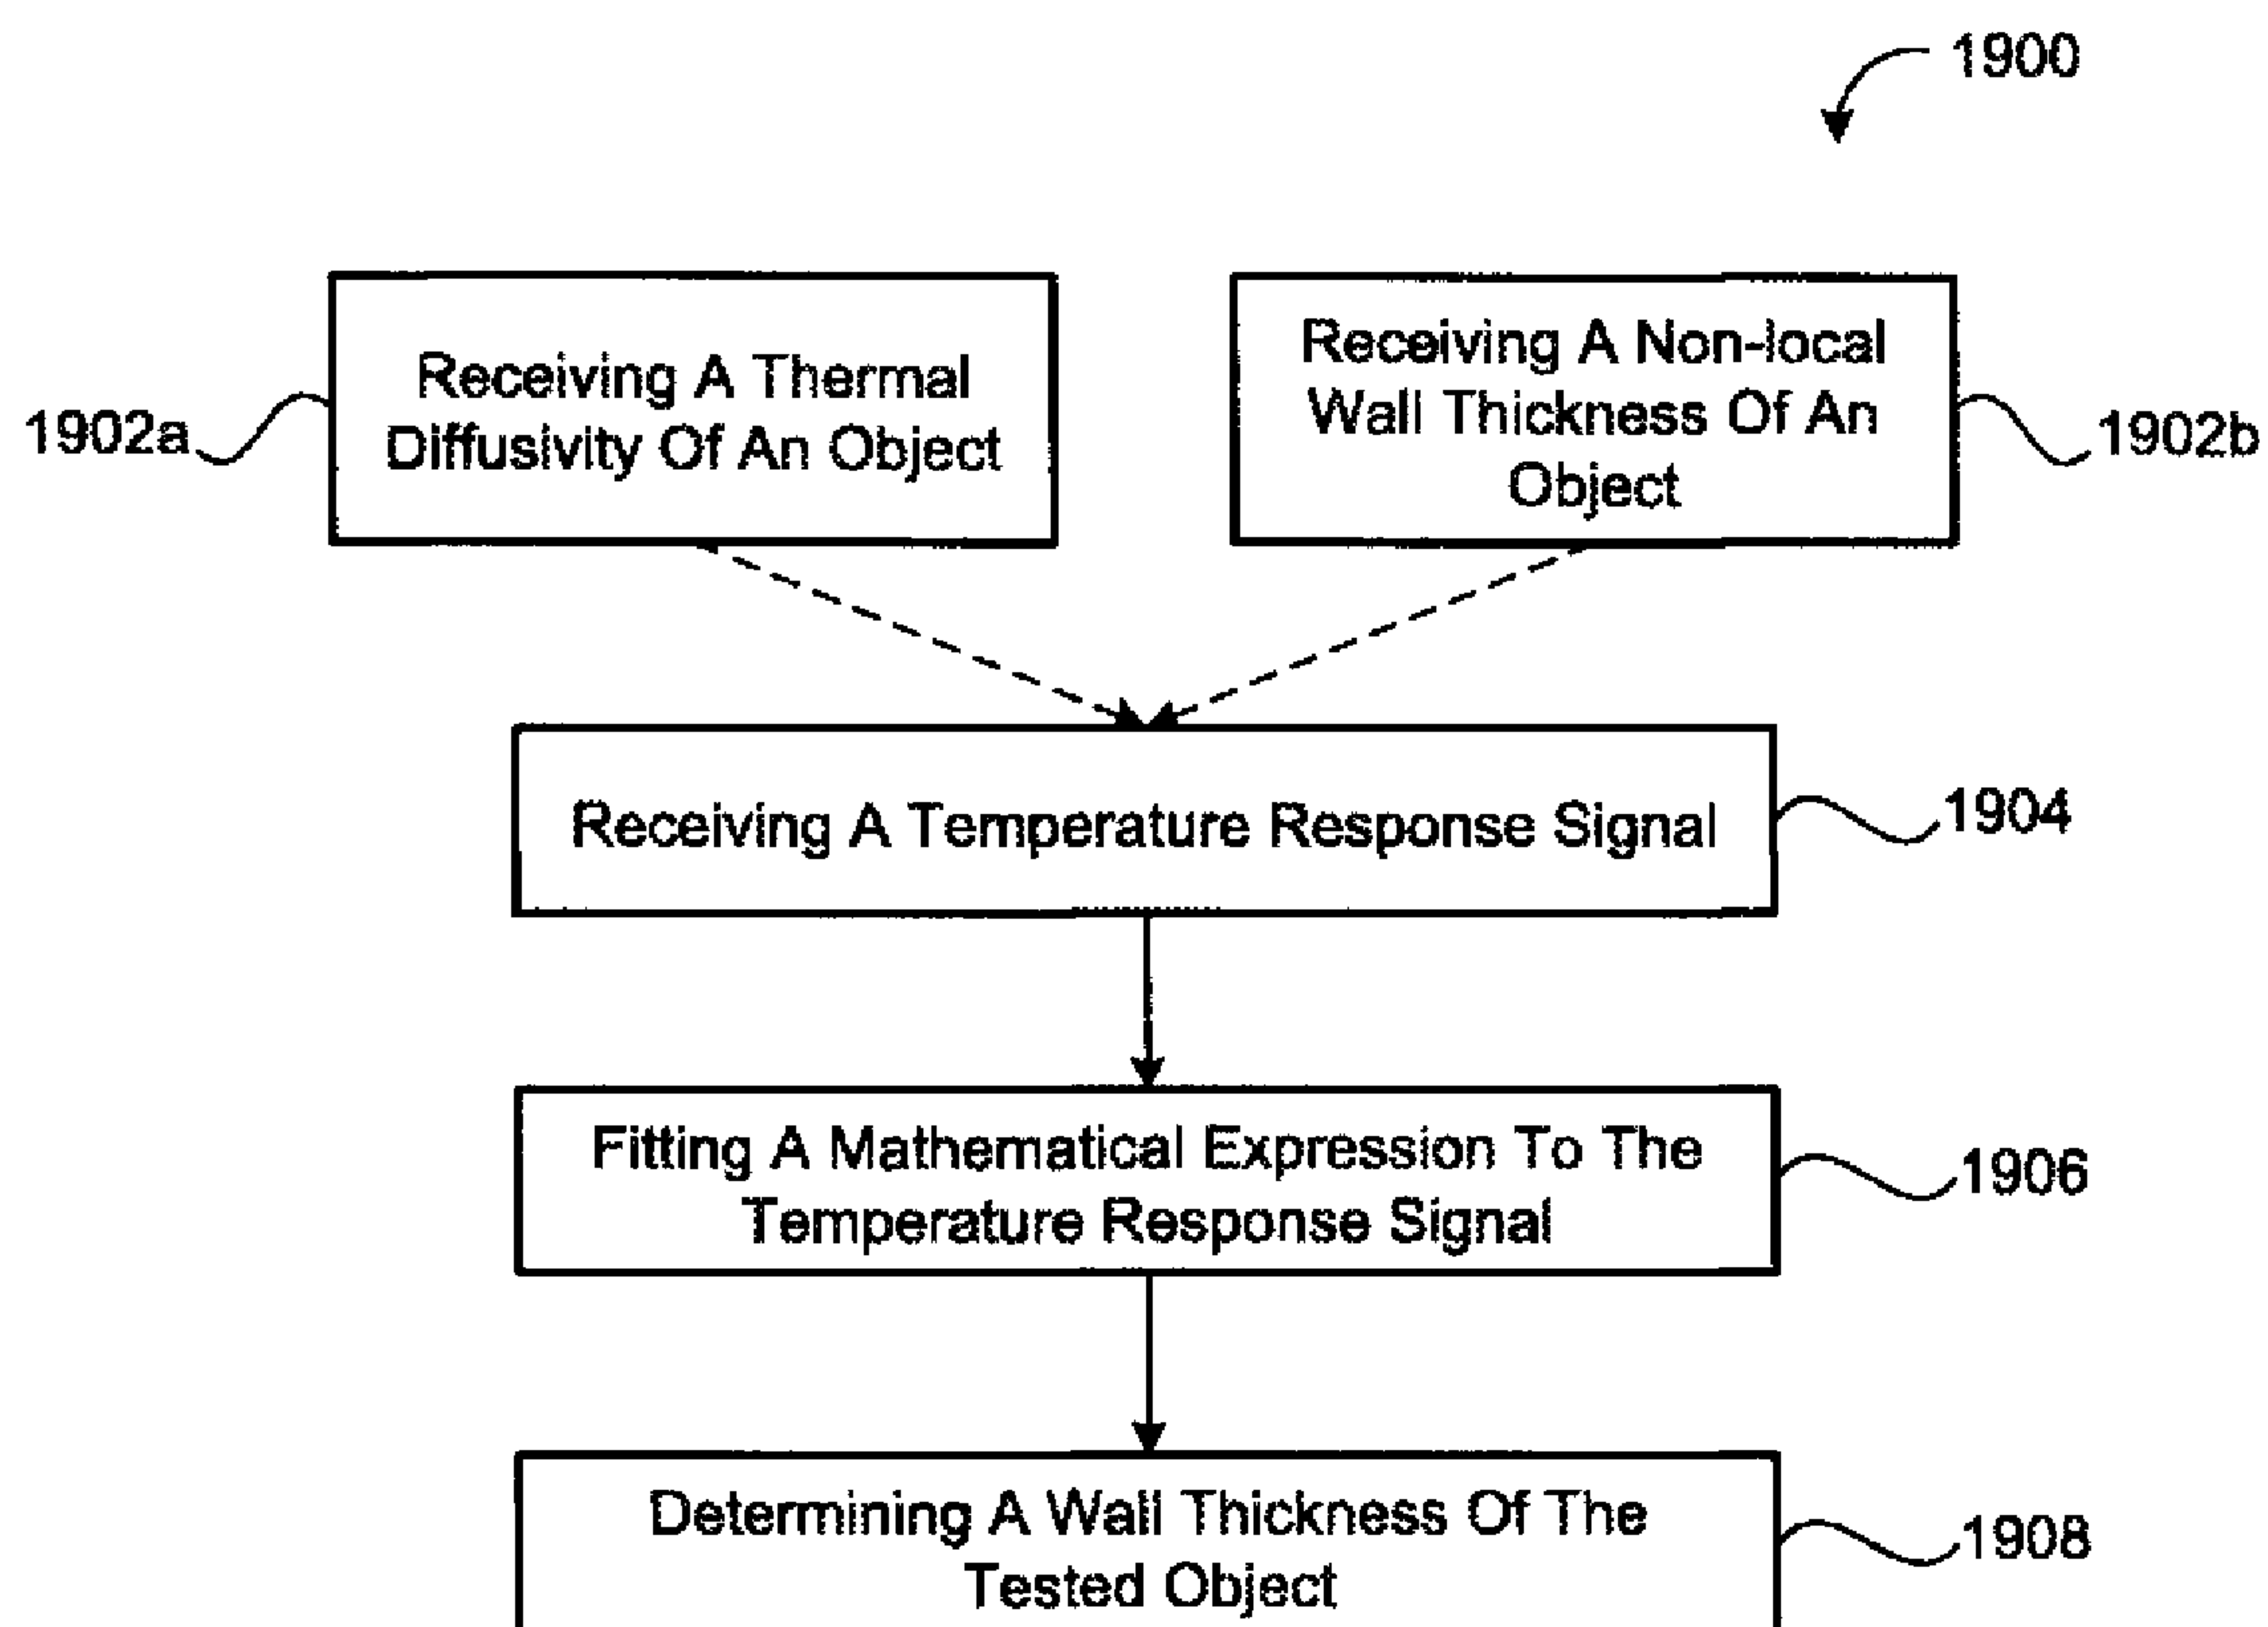 1900
Receiving A Thermal
Diffusivity Of An Object
1902a
Receiving A Non-local
Wall Thickness Of An
Object
1902b
Receiving A Temperature Response Signal
1904
Fitting A Mathematical Expression To The
Temperature Response Signal
1906
Determining A Wall Thickness Of The
Tested Object
1908